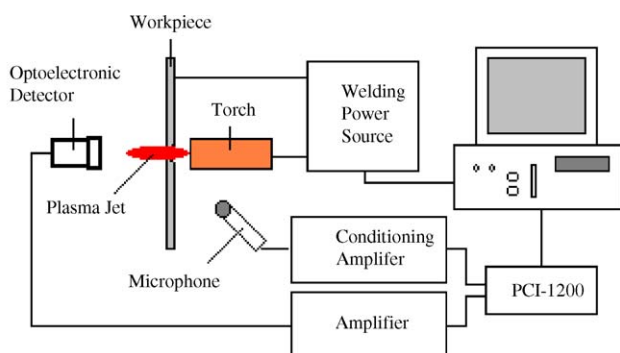 Workpiece
Optoelectronic
Detector
Torch
Welding
Power
Source
Plasma Jet
Microphone
Conditioning
Amplifer
PCI-1200
Amplifier